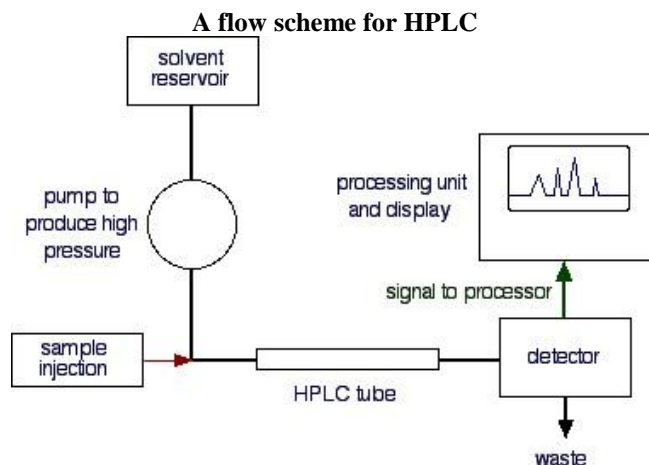 A flow scheme for HPLC
solvent
reservoir
pump to
produce high
pressure
processing unit
and display
signal to processor
sample
injection
HPLC tube
detector
waste